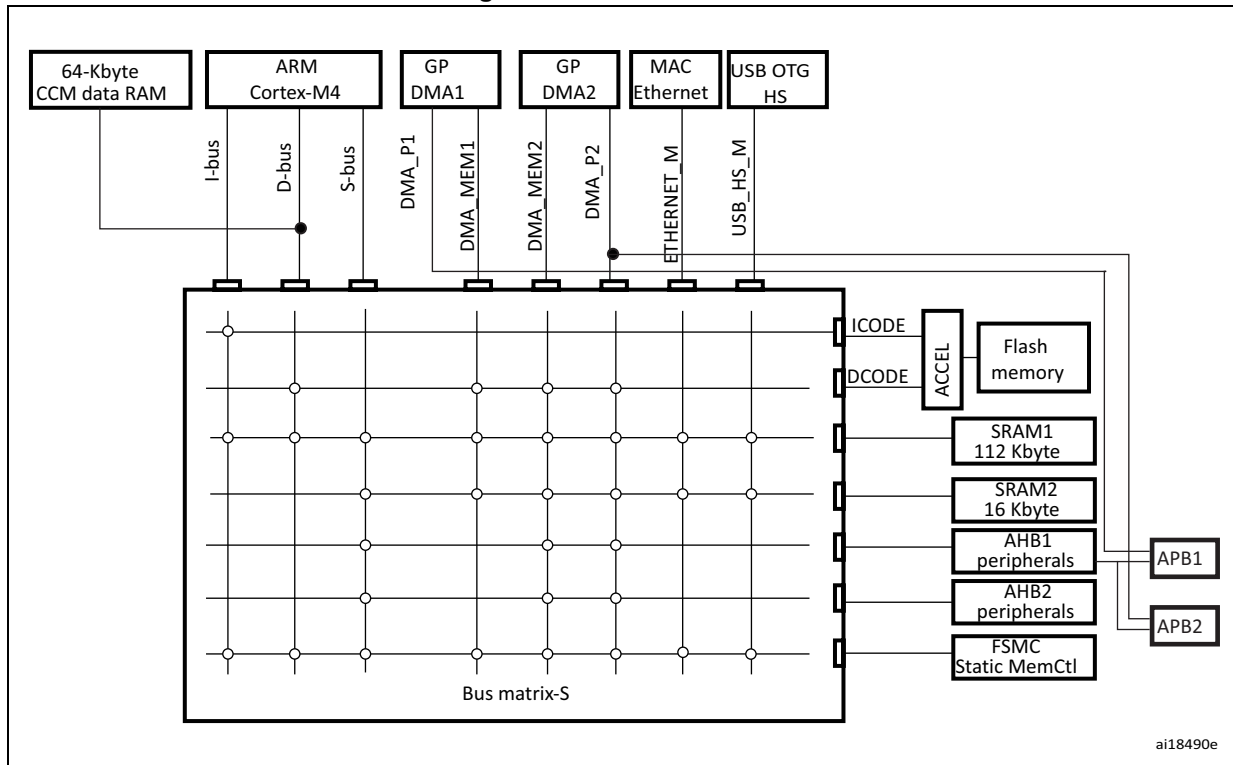 64-Kbyte
CCM data RAM
ARM
Cortex-M4
GP
DMA1
GP
DMA2
MAC
Ethernet
USB OTG
HS
I-bus
D-bus
S-bus
DMA_P1
DMA_MEM1
DMA_MEM2
DMA_P2
ETHERNET_M
USB_HS_M
ICODE
DCODE
ACCEL
Flash
memory
SRAM1
112 Kbyte
SRAM2
16 Kbyte
AHB1
peripherals
APB1
AHB2
peripherals
APB2
FSMC
Static MemCtl
Bus matrix-S
ai18490e